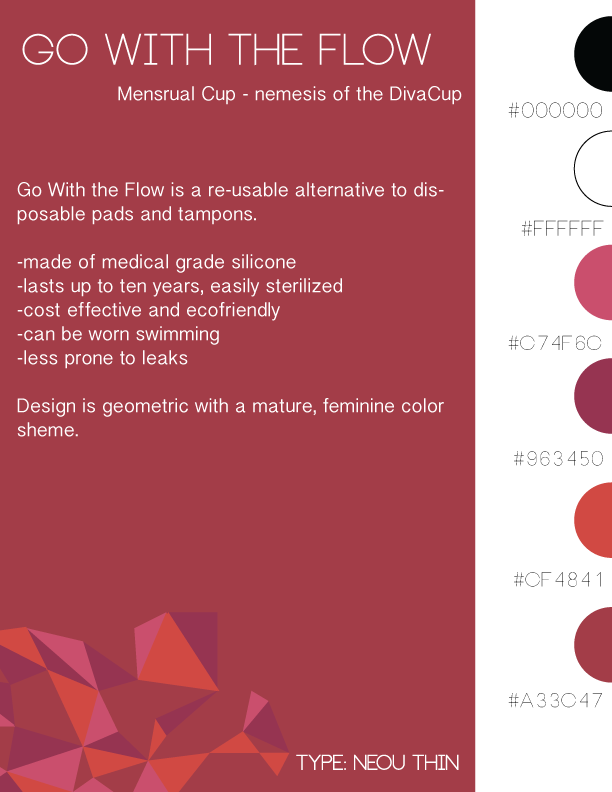 GO WITH THE FLOW
Mensrual Cup - nemesis of the DivaCup
Go With the Flow is a re-usable alternative to dis-
posable pads and tampons.
-made of medical grade silicone
-lasts up to ten years, easily sterilized
-cost effective and ecofriendly
-can be worn swimming
-less prone to leaks
Design is geometric with a mature, feminine color
sheme.
TYPE: NEOU THIN
#000000
#FFFFFF
#C74F6C
#963450
#CF4841
#A33C47